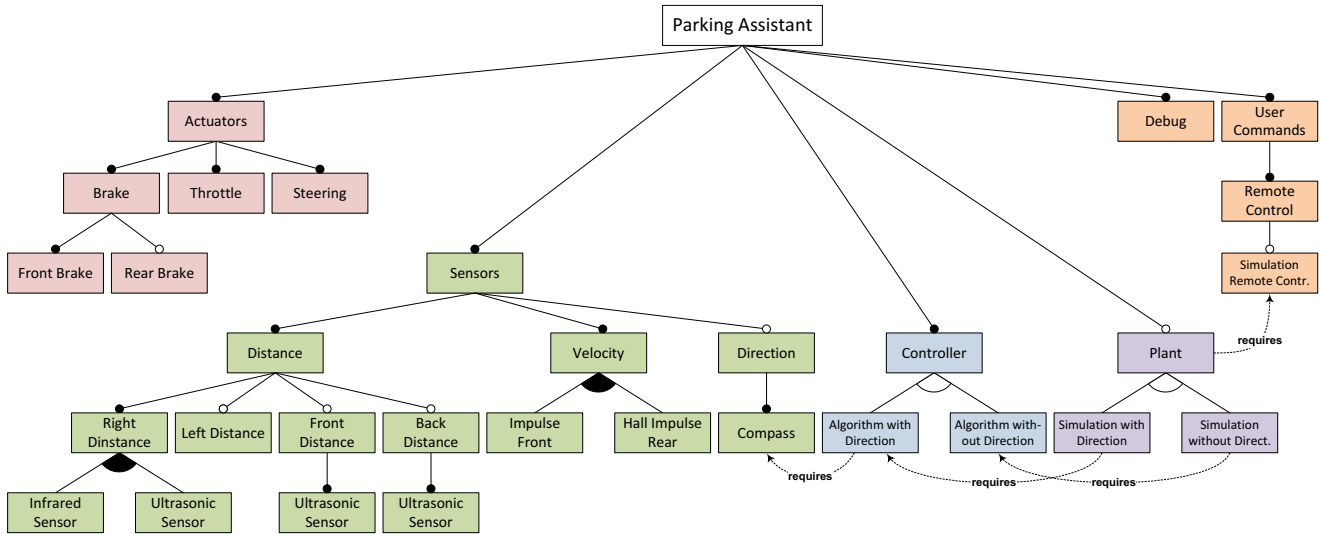 Parking Assistant
Actuators
Debug
User
Commands
Brake
Throttle
Steering
Remote
Control
Front Brake
Rear Brake
Sensors
Simulation
Remote Contr.
requires
Distance
Velocity
Direction
Controller
Plant
Right
Dinstance
Left Distance
Front
Distance
Back
Distance
Impulse
Front
Hall Impulse
Rear
Compass
Algorithm with
Direction
Algorithm with-
out Direction
Simulation with
Direction
Simulation
without Direct.
requires
requires
requires
Infrared
Sensor
Ultrasonic
Sensor
Ultrasonic
Sensor
Ultrasonic
Sensor